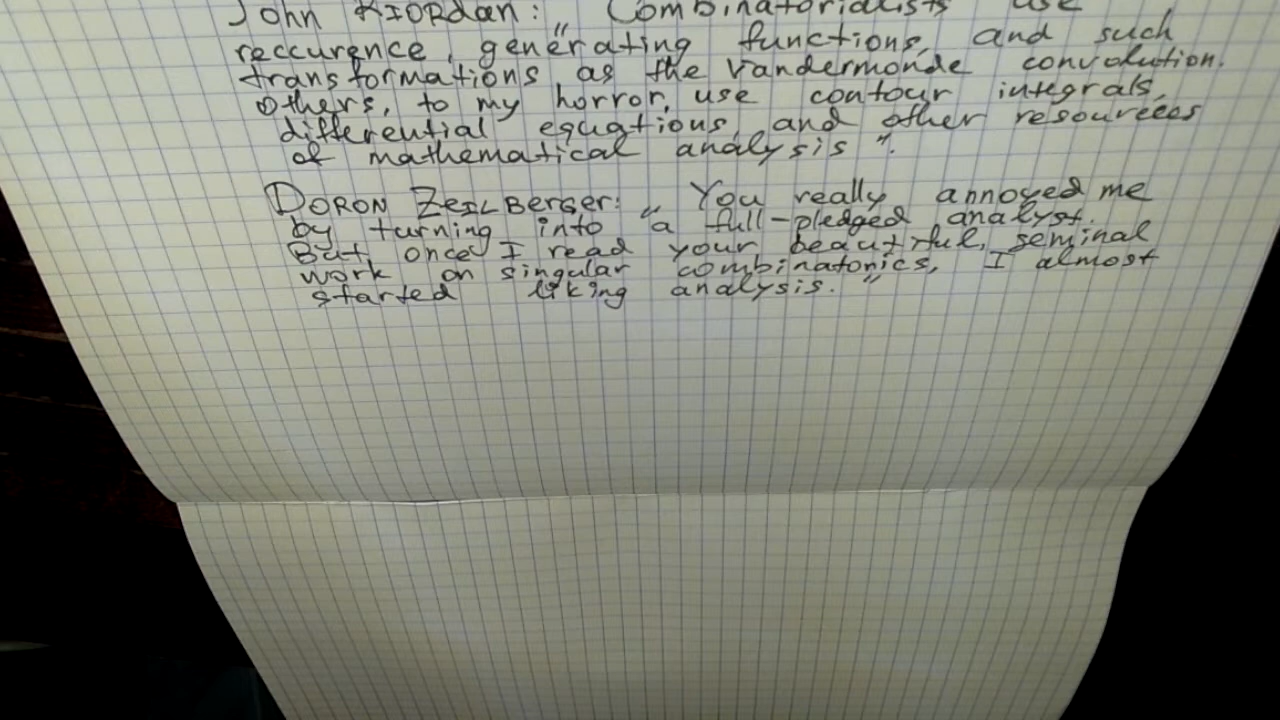 John RIORDan: "Combinatorialists use
reccurence, generating functions, and such
transformations as the Vandermonde convolution.
Others, to my horror, use contour integrals,
differential equations, and other resourcees
of mathematical analysis".
DORON ZEILBerger: "You really annoyed me
by turning into a full-pledged analyst.
But once I read your beautiful, seminal
work on singular combinatorics, I almost
started liking analysis."